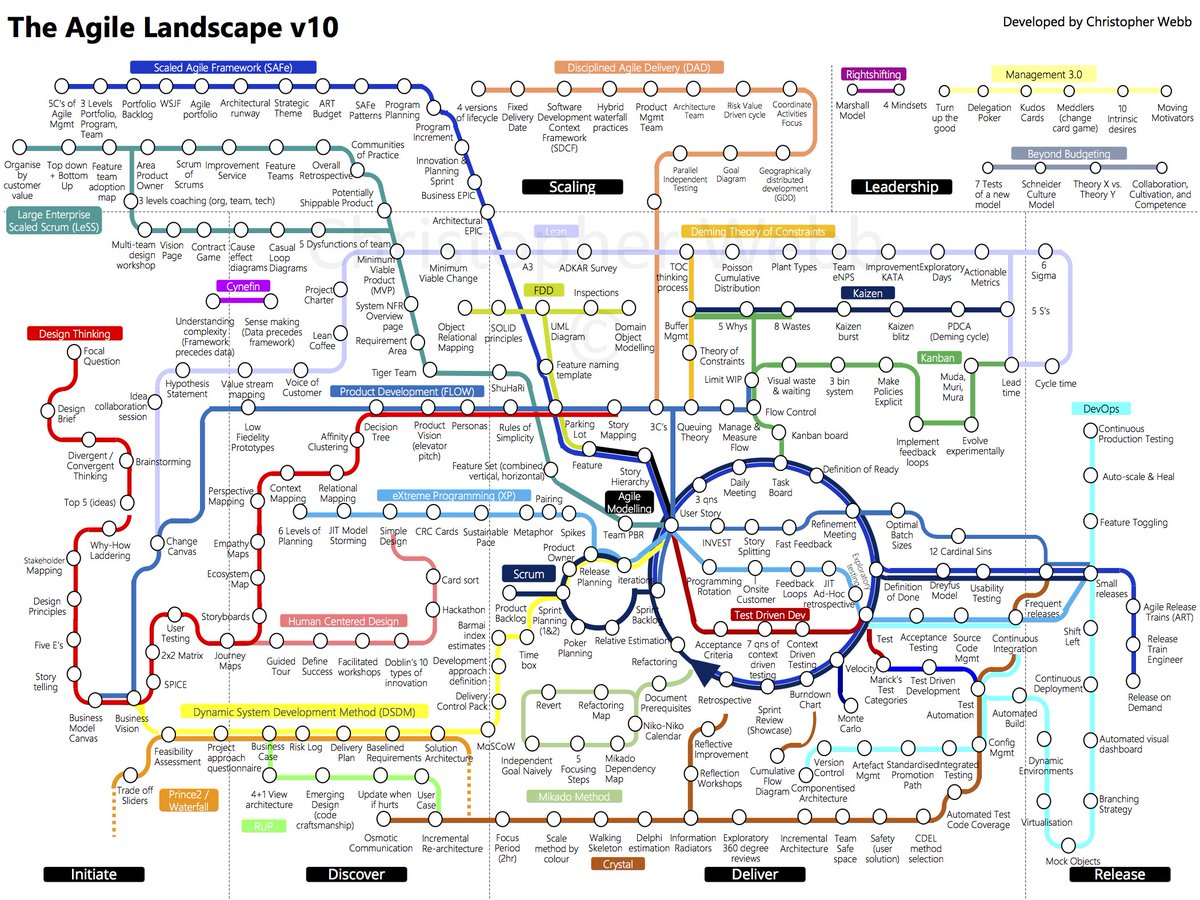 The Agile Landscape v10
Developed by Christopher Webb
Scaled Agile Framework (SAFe)
5C's of
Agile
Mgmt
3 Levels
Portfolio,
Program,
Team
Portfolio
Backlog
WSJF
Agile
portfolio
Architectural
runway
Strategic
Theme
ART
Budget
SAFe
Patterns
Program
Planning
Program
Increment
Innovation &
Planning
Sprint
Business EPIC
Architectural
EPIC
Disciplined Agile Delivery (DAD)
4 versions
of lifecycle
Fixed
Delivery
Date
Software
Development
Context
Framework
(SDCF)
Hybrid
waterfall
practices
Product
Mgmt
Team
Architecture
Team
Risk Value
Driven cycle
Coordinate
Activities
Focus
Parallel
Independent
Testing
Goal
Diagram
Geographically
distributed
development
(GDD)
Scaling
Rightshifting
Marshall
Model
4 Mindsets
Management 3.0
Turn
up the
good
Delegation
Poker
Kudos
Cards
Meddlers
(change
card game)
10
Intrinsic
desires
Moving
Motivators
Beyond Budgeting
7 Tests
of a new
model
Schneider
Culture
Model
Theory X vs.
Theory Y
Collaboration,
Cultivation, and
Competence
Leadership
Organise
by
customer
value
Top down
+ Bottom
Up
Feature
team
adoption
map
Area
Product
Owner
Scrum
of
Scrums
Improvement
Service
Feature
Teams
Overall
Retrospective
Communities
of Practice
Potentially
Shippable Product
3 levels coaching (org, team, tech)
Large Enterprise
Scaled Scrum (LeSS)
Multi-team
design
workshop
Vision
Page
Contract
Game
Cause
effect
diagrams
Casual
Loop
Diagrams
5 Dysfunctions of team
Christopher Webb
©
Minimum
Viable
Product
(MVP)
System NFR
Overview
page
Requirement
Area
Tiger Team
ShuHaRi
Lean
Minimum
Viable Change
A3
ADKAR Survey
Deming Theory of Constraints
TOC
thinking
process
Poisson
Cumulative
Distribution
Plant Types
Team
eNPS
Improvement
KATA
Exploratory
Days
Actionable
Metrics
6
Sigma
5 S's
Cynefin
Understanding
complexity
(Framework
precedes data)
Sense making
(Data precedes
framework)
Project
Charter
Lean
Coffee
FDD
Inspections
Object
Relational
Mapping
SOLID
principles
UML
Diagram
Domain
Object
Modelling
Feature naming
template
Kaizen
Buffer
Mgmt
5 Whys
8 Wastes
Kaizen
burst
Kaizen
blitz
PDCA
(Deming cycle)
Theory of
Constraints
Limit WIP
Visual waste
& waiting
3 bin
system
Make
Policies
Explicit
Kanban
Muda,
Muri,
Mura
Lead
time
Cycle time
Implement
feedback
loops
Evolve
experimentally
Flow Control
Kanban board
Design Thinking
Focal
Question
Design
Brief
Divergent /
Convergent
Thinking
Brainstorming
Top 5 (ideas)
Why-How
Laddering
Stakeholder
Mapping
Design
Principles
Five E's
Story
telling
Business
Model
Canvas
Business
Vision
SPICE
2x2 Matrix
User
Testing
Storyboards
Journey
Maps
Ecosystem
Map
Empathy
Maps
Perspective
Mapping
Context
Mapping
Relational
Mapping
Affinity
Clustering
Idea
collaboration
session
Hypothesis
Statement
Value stream
mapping
Voice of
Customer
Change
Canvas
Product Development (FLOW)
Low
Fiedelity
Prototypes
Decision
Tree
Product
Vision
(elevator
pitch)
Personas
Rules of
Simplicity
Parking
Lot
Story
Mapping
3C's
Queuing
Theory
Manage &
Measure
Flow
Feature
Story
Hierarchy
Feature Set (combined,
vertical, horizontal)
Agile
Modelling
Team PBR
User Story
3 qns
Daily
Meeting
Task
Board
Definition of Ready
Refinement
Meeting
Optimal
Batch
Sizes
12 Cardinal Sins
eXtreme Programming (XP)
6 Levels of
Planning
JIT Model
Storming
Simple
Design
CRC Cards
Sustainable
Pace
Metaphor
Pairing
Spikes
INVEST
Story
Splitting
Fast Feedback
Programming
Rotation
Onsite
Customer
Feedback
Loops
JIT
Ad-Hoc
retrospective
Exploratory
testing
Definition
of Done
Dreyfus
Model
Usability
Testing
Frequent
releases
Small
releases
Card sort
Hackathon
Human Centered Design
Guided
Tour
Define
Success
Facilitated
workshops
Doblin's 10
types of
innovation
Scrum
Product
Owner
Release
Planning
iterations
Product
Backlog
Sprint
Planning
(1&2)
Sprint
Backlog
Poker
Planning
Relative Estimation
Refactoring
Test Driven Dev
Acceptance
Criteria
7 qns of
context
driven
testing
Context
Driven
Testing
Test
Acceptance
Testing
Source
Code
Mgmt
Continuous
Integration
Velocity
Marick's Test
Categories
Test Driven
Development
Test
Automation
Monte
Carlo
Barmai
index
estimates
Time
box
Development
approach
definition
Delivery
Control Pack
MoSCoW
Dynamic System Development Method (DSDM)
Feasibility
Assessment
Project
approach
questionnaire
Business
Case
Risk Log
Delivery
Plan
Baselined
Requirements
Solution
Architecture
Trade off
Sliders
Prince2 /
Waterfall
RUP
4+1 View
architecture
Emerging
Design (code
craftmanship)
Update when
if hurts
User
Case
Osmotic
Communication
Incremental
Re-architecture
Revert
Refactoring
Map
Document
Prerequisites
Niko-Niko
Calendar
Independent
Goal Naively
5
Focusing
Steps
Mikado
Dependency
Map
Mikado Method
Retrospective
Sprint
Review
(Showcase)
Burndown
Chart
Reflective
Improvement
Reflection
Workshops
Cumulative
Flow
Diagram
Version
Control
Artefact
Mgmt
Standardised
Promotion
Path
Integrated
Testing
Componentised
Architecture
Config
Mgmt
Automated
Build
Dynamic
Environments
Virtualisation
Mock Objects
Automated Test
Code Coverage
Focus
Period
(2hr)
Scale
method by
colour
Walking
Skeleton
Delphi
estimation
Information
Radiators
Exploratory
360 degree
reviews
Incremental
Architecture
Team
Safe
space
Safety
(user
solution)
CDEL
method
selection
Crystal
DevOps
Continuous
Production Testing
Auto-scale & Heal
Feature Toggling
Shift
Left
Continuous
Deployment
Automated visual
dashboard
Branching
Strategy
Agile Release
Trains (ART)
Release
Train
Engineer
Release on
Demand
Initiate
Discover
Deliver
Release